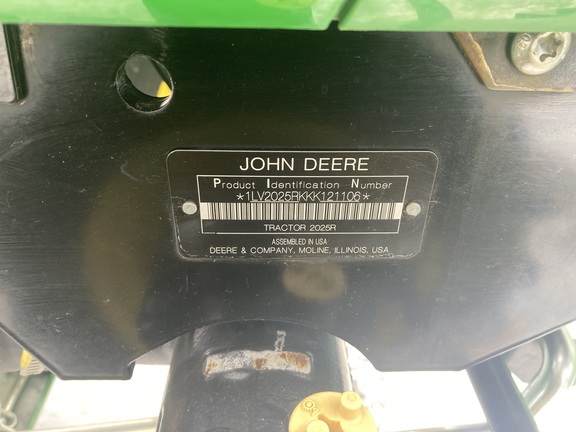 JOHN DEERE
Product Identification Number
*1LV2025RKKK121106*
TRACTOR 2025R
ASSEMBLED IN USA
DEERE & COMPANY, MOLINE, ILLINOIS, USA